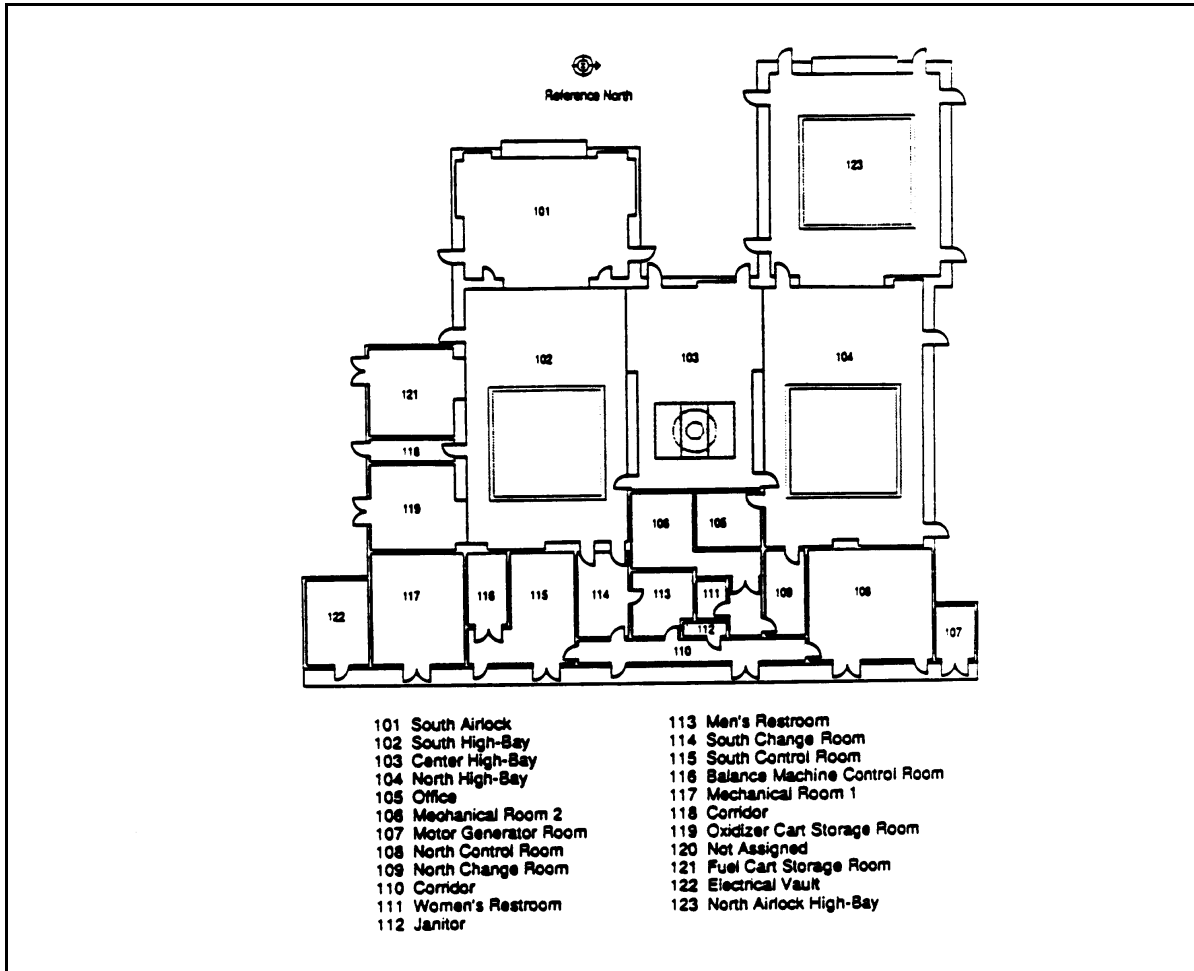 Reference North
123
101
102
103
104
121
118
119
106
105
117
116
115
114
113
111
109
108
122
112
107
110
101 South Airlock
102 South High-Bay
103 Center High-Bay
104 North High-Bay
105 Office
106 Mechanical Room 2
107 Motor Generator Room
108 North Control Room
109 North Change Room
110 Corridor
111 Women's Restroom
112 Janitor
113 Men's Restroom
114 South Change Room
115 South Control Room
116 Balance Machine Control Room
117 Mechanical Room 1
118 Corridor
119 Oxidizer Cart Storage Room
120 Not Assigned
121 Fuel Cart Storage Room
122 Electrical Vault
123 North Airlock High-Bay